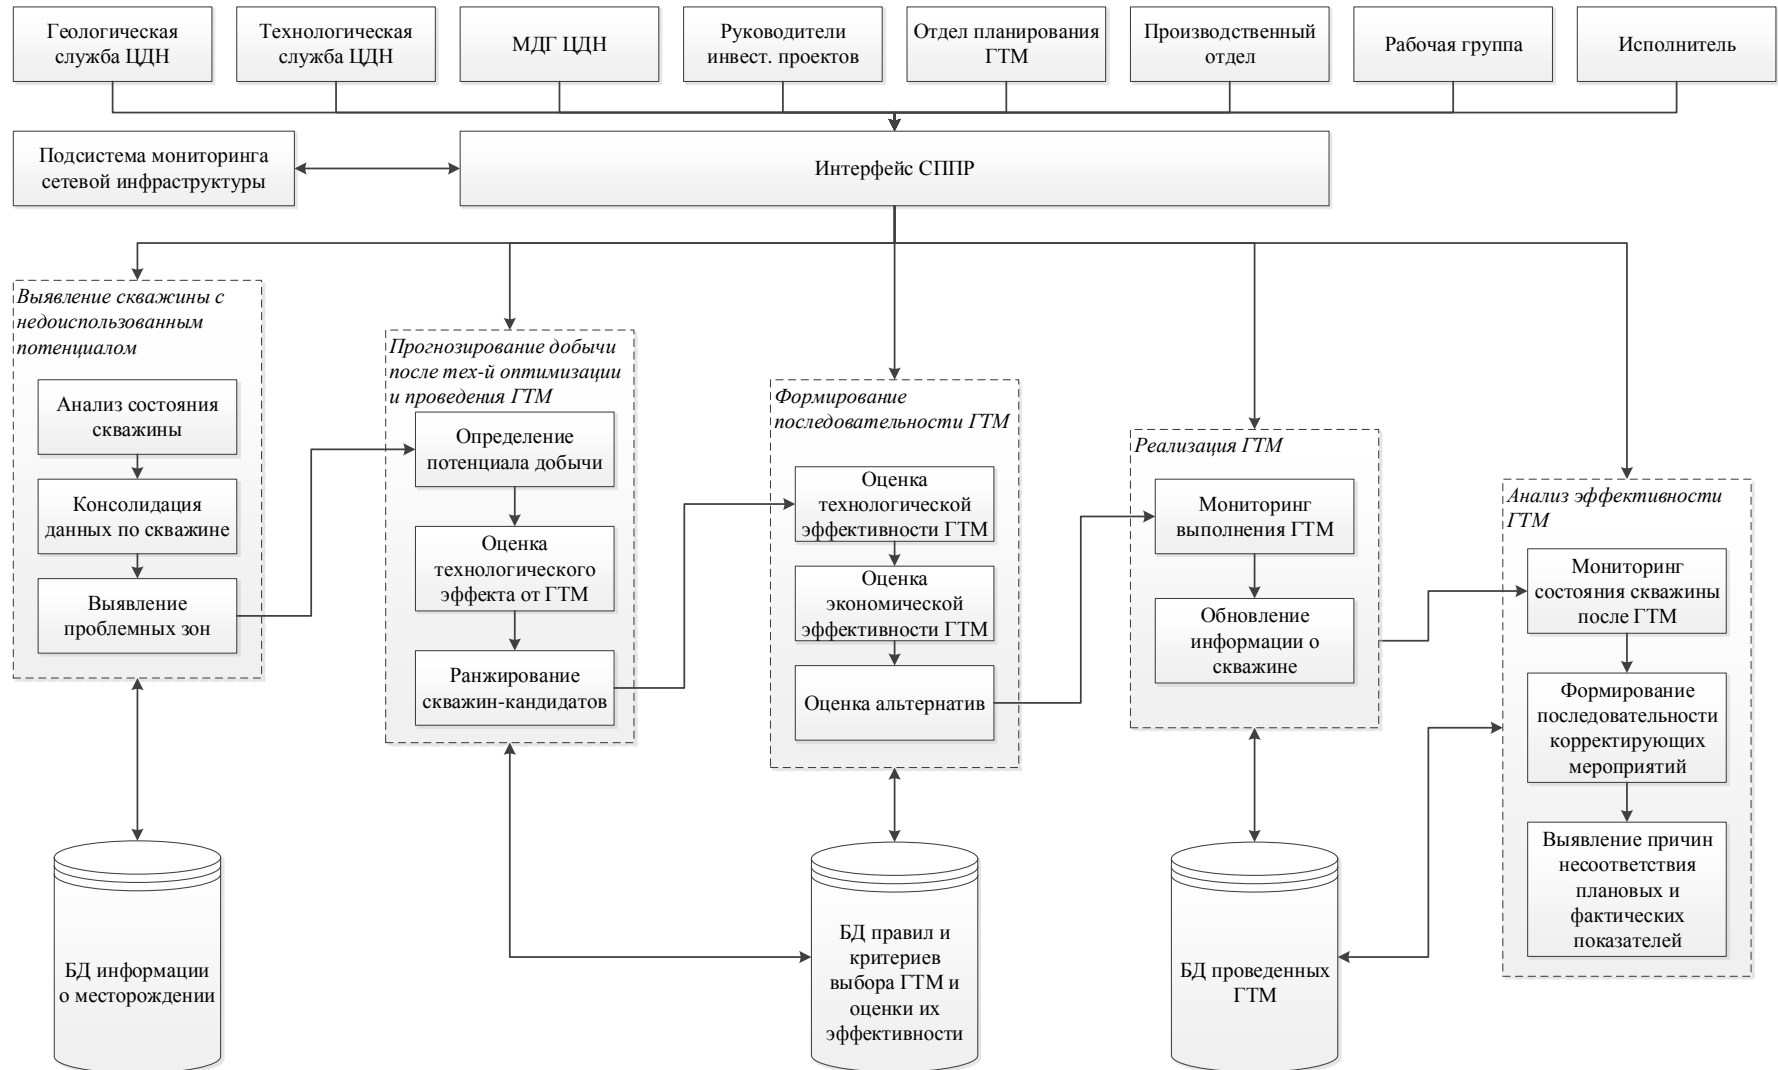 Геологическая
служба ЦДН
Технологическая
служба ЦДН
МДГ ЦДН
Руководители
инвест. проектов
Отдел планирования
ГТМ
Производственный
отдел
Рабочая группа
Исполнитель
Подсистема мониторинга
сетевой инфраструктуры
Интерфейс СППР
Выявление скважины с
недоиспользованным
потенциалом
Анализ состояния
скважины
Консолидация
данных по скважине
Выявление
проблемных зон
Прогнозирование добычи
после тех-й оптимизации
и проведения ГТМ
Определение
потенциала добычи
Оценка
технологического
эффекта от ГТМ
Ранжирование
скважин-кандидатов
Формирование
последовательности ГТМ
Оценка
технологической
эффективности ГТМ
Оценка
экономической
эффективности ГТМ
Оценка альтернатив
Реализация ГТМ
Мониторинг
выполнения ГТМ
Обновление
информации о
скважине
Анализ эффективности
ГТМ
Мониторинг
состояния скважины
после ГТМ
Формирование
последовательности
корректирующих
мероприятий
Выявление причин
несоответствия
плановых и
фактических
показателей
БД информации
о месторождении
БД правил и
критериев
выбора ГТМ и
оценки их
эффективности
БД проведенных
ГТМ